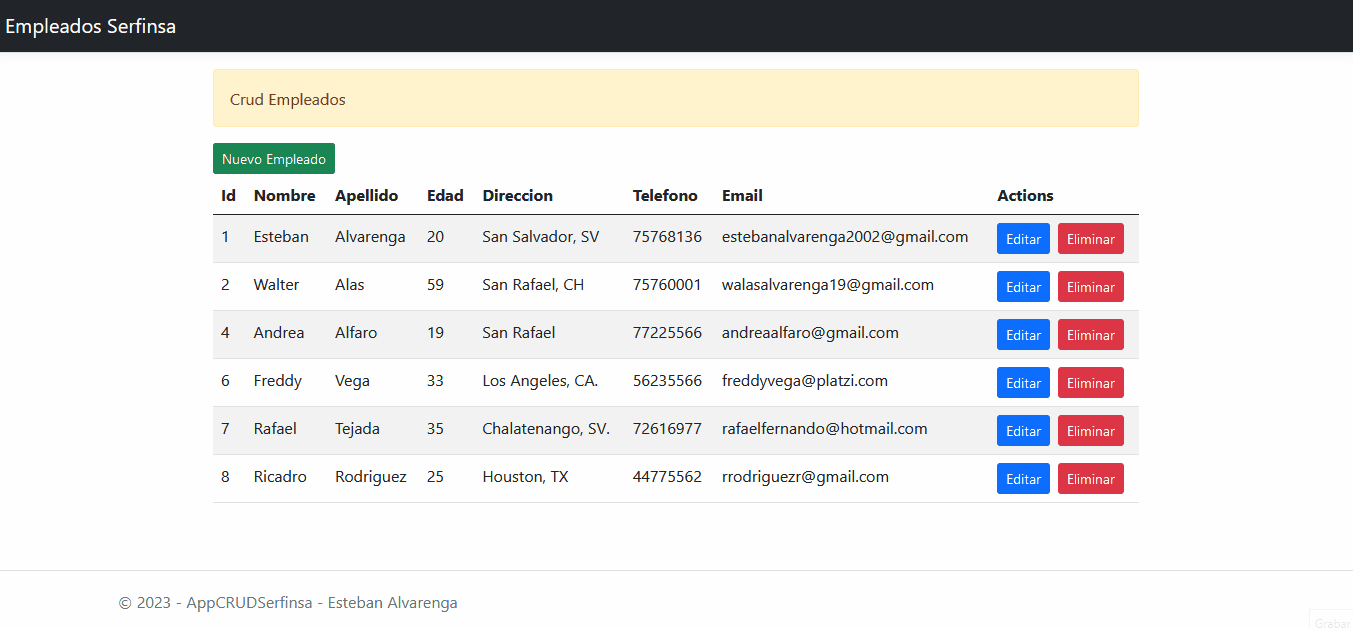 Empleados Serfinsa
Crud Empleados
Nuevo Empleado
Id Nombre Apellido Edad Direccion Telefono Email Actions
1 Esteban Alvarenga 20 San Salvador, SV 75768136 estebanalvarenga2002@gmail.com Editar Eliminar
2 Walter Alas 59 San Rafael, CH 75760001 walasalvarenga19@gmail.com Editar Eliminar
4 Andrea Alfaro 19 San Rafael 77225566 andreaalfaro@gmail.com Editar Eliminar
6 Freddy Vega 33 Los Angeles, CA. 56235566 freddyvega@platzi.com Editar Eliminar
7 Rafael Tejada 35 Chalatenango, SV. 72616977 rafaelfernando@hotmail.com Editar Eliminar
8 Ricadro Rodriguez 25 Houston, TX 44775562 rrodriguezr@gmail.com Editar Eliminar
© 2023 - AppCRUDSerfinsa - Esteban Alvarenga
Grabar